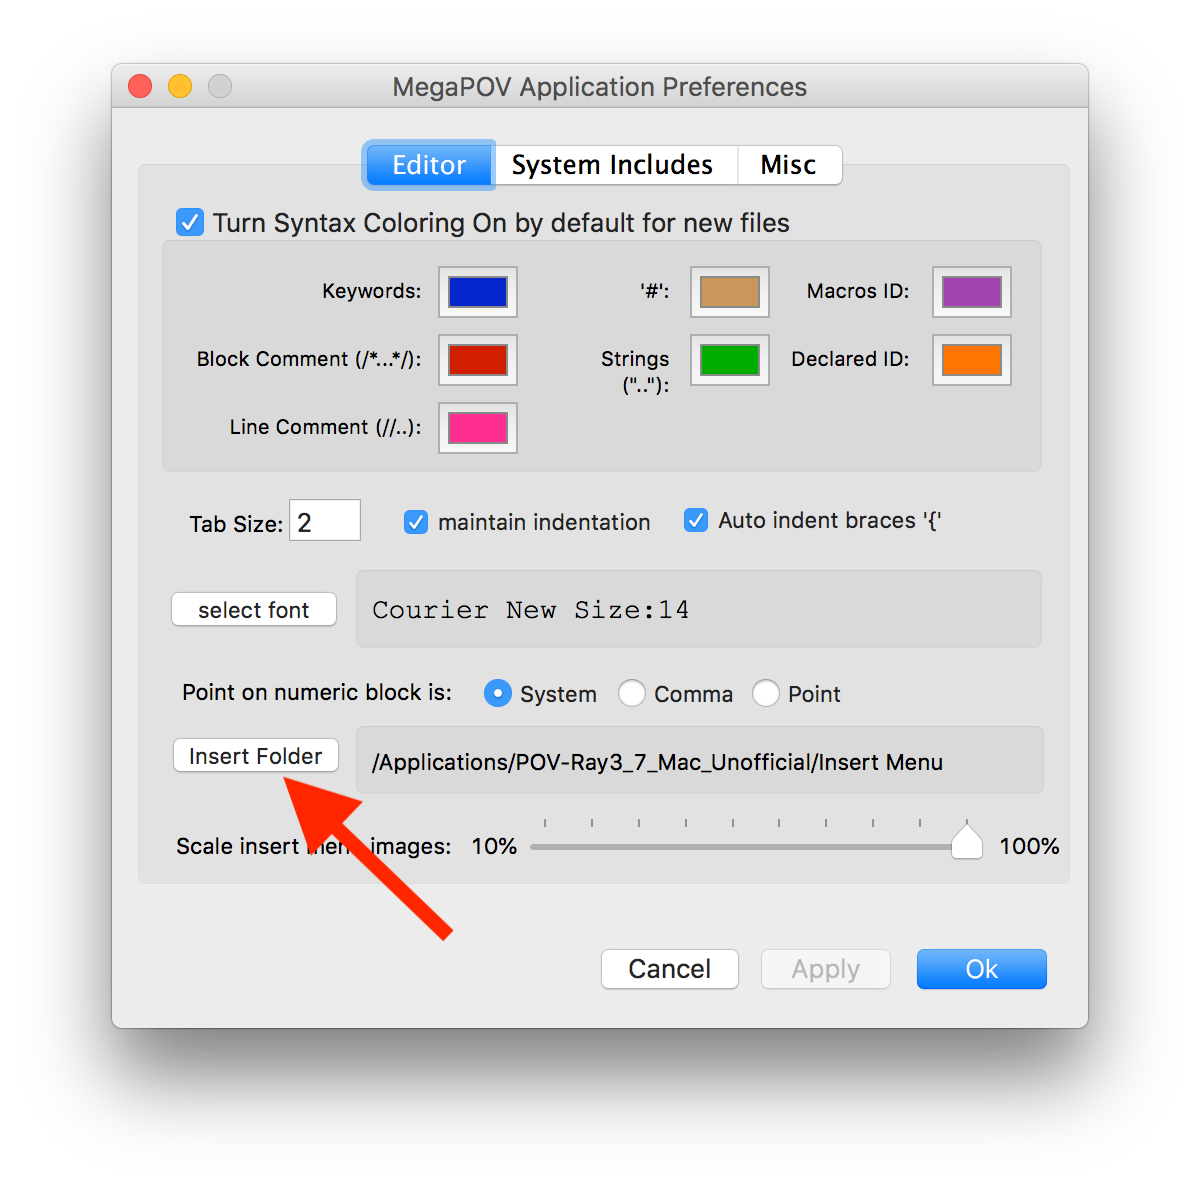 MegaPOV Application Preferences
Editor System Includes Misc
Turn Syntax Coloring On by default for new files
Keywords: '#': Macros ID:
Block Comment (/*...*/): Strings (".."): Declared ID:
Line Comment (//..):
Tab Size: 2 maintain indentation Auto indent braces '{'
select font Courier New Size:14
Point on numeric block is: System Comma Point
Insert Folder /Applications/POV-Ray3_7_Mac_Unofficial/Insert Menu
Scale insert menu images: 10% 100%
Cancel Apply Ok